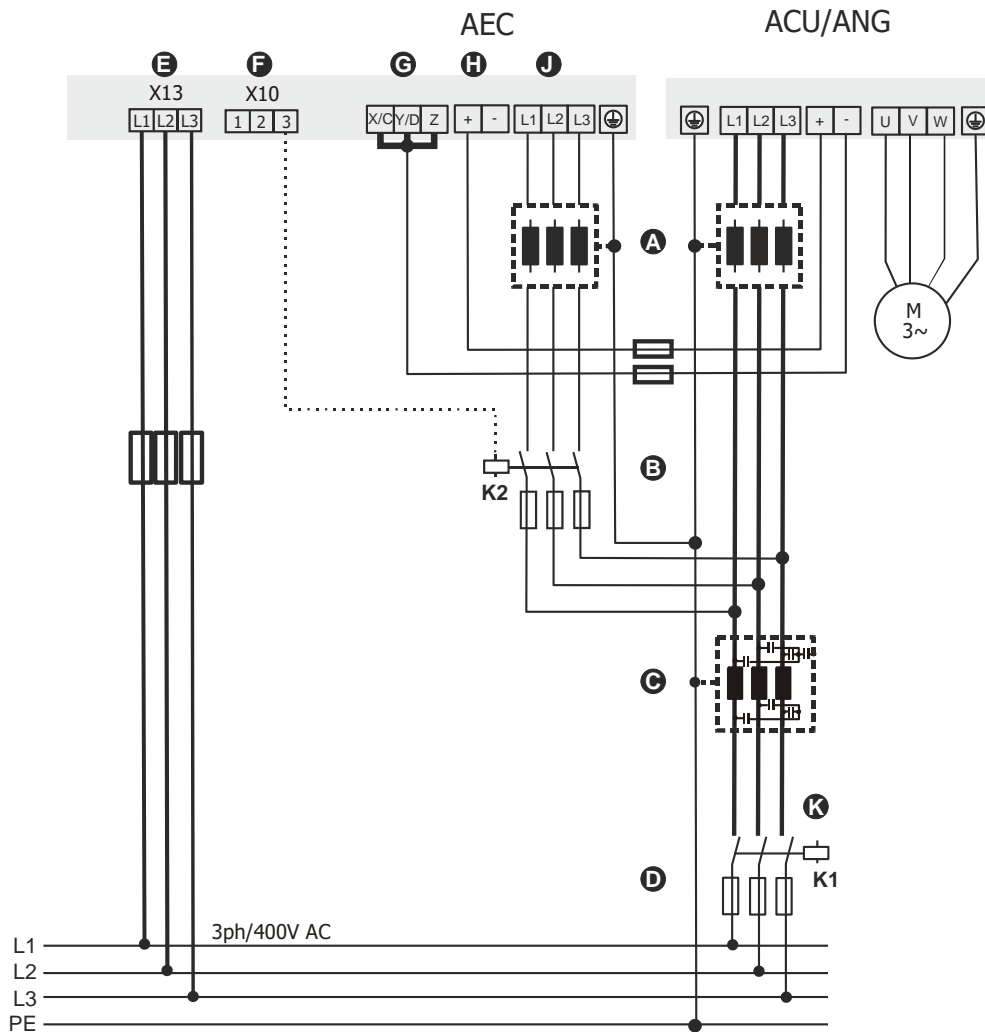 AEC ACU/ANG
E F G H J
X13 X10
L1 L2 L3 1 2 3 X/C Y/D Z + - L1 L2 L3 L1 L2 L3 + - U V W
A
M
3~
B
K2
C
K
D
K1
3ph/400V AC
L1
L2
L3
PE